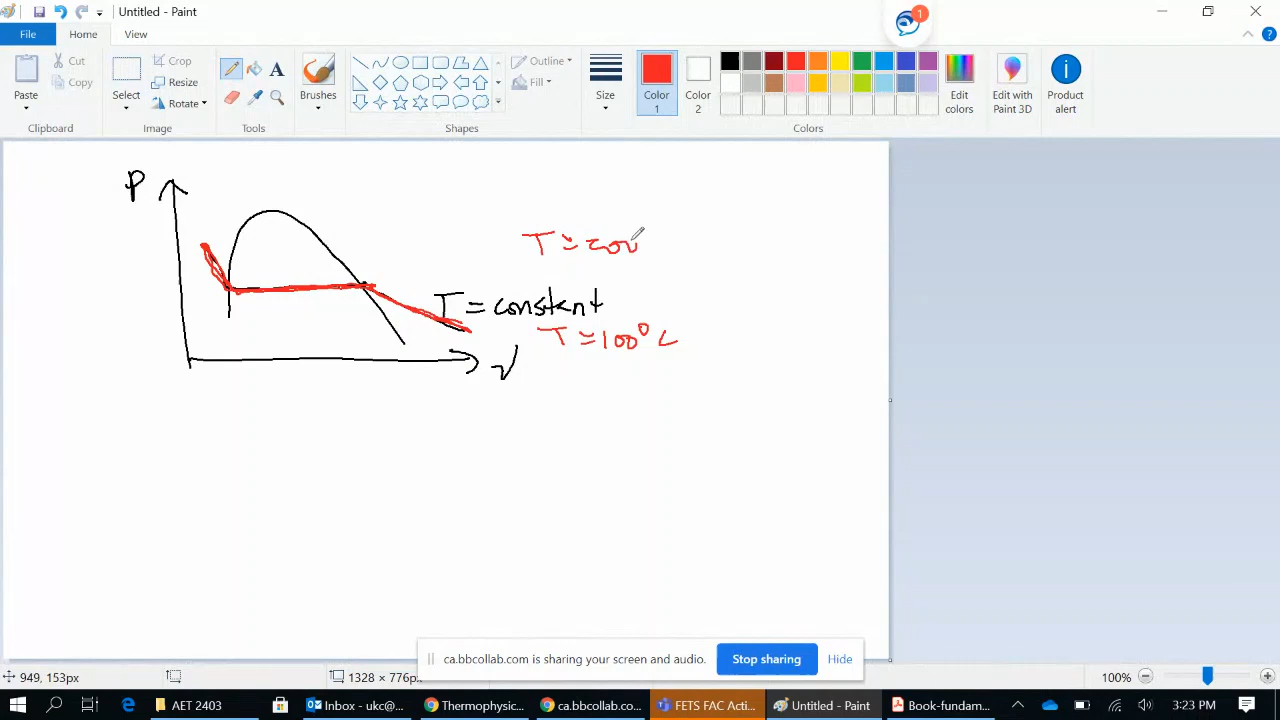 Untitled - Paint
1
File
Home
View
Paste
Cut
Copy
Clipboard
Select
Crop
Resize
Rotate
Image
Tools
Brushes
Shapes
Outline
Fill
Size
Color 1
Color 2
Edit colors
Colors
Edit with Paint 3D
Product alert
P
T = con
T = constant
T = 100° C
v
ca.bbcollab.com is sharing your screen and audio.
Stop sharing
Hide
949, 153px
1328 × 776px
100%
AET 2403
Inbox - ukc@...
Thermophysic...
ca.bbcollab.co...
FETS FAC Acti...
Untitled - Paint
Book-fundam...
3:23 PM